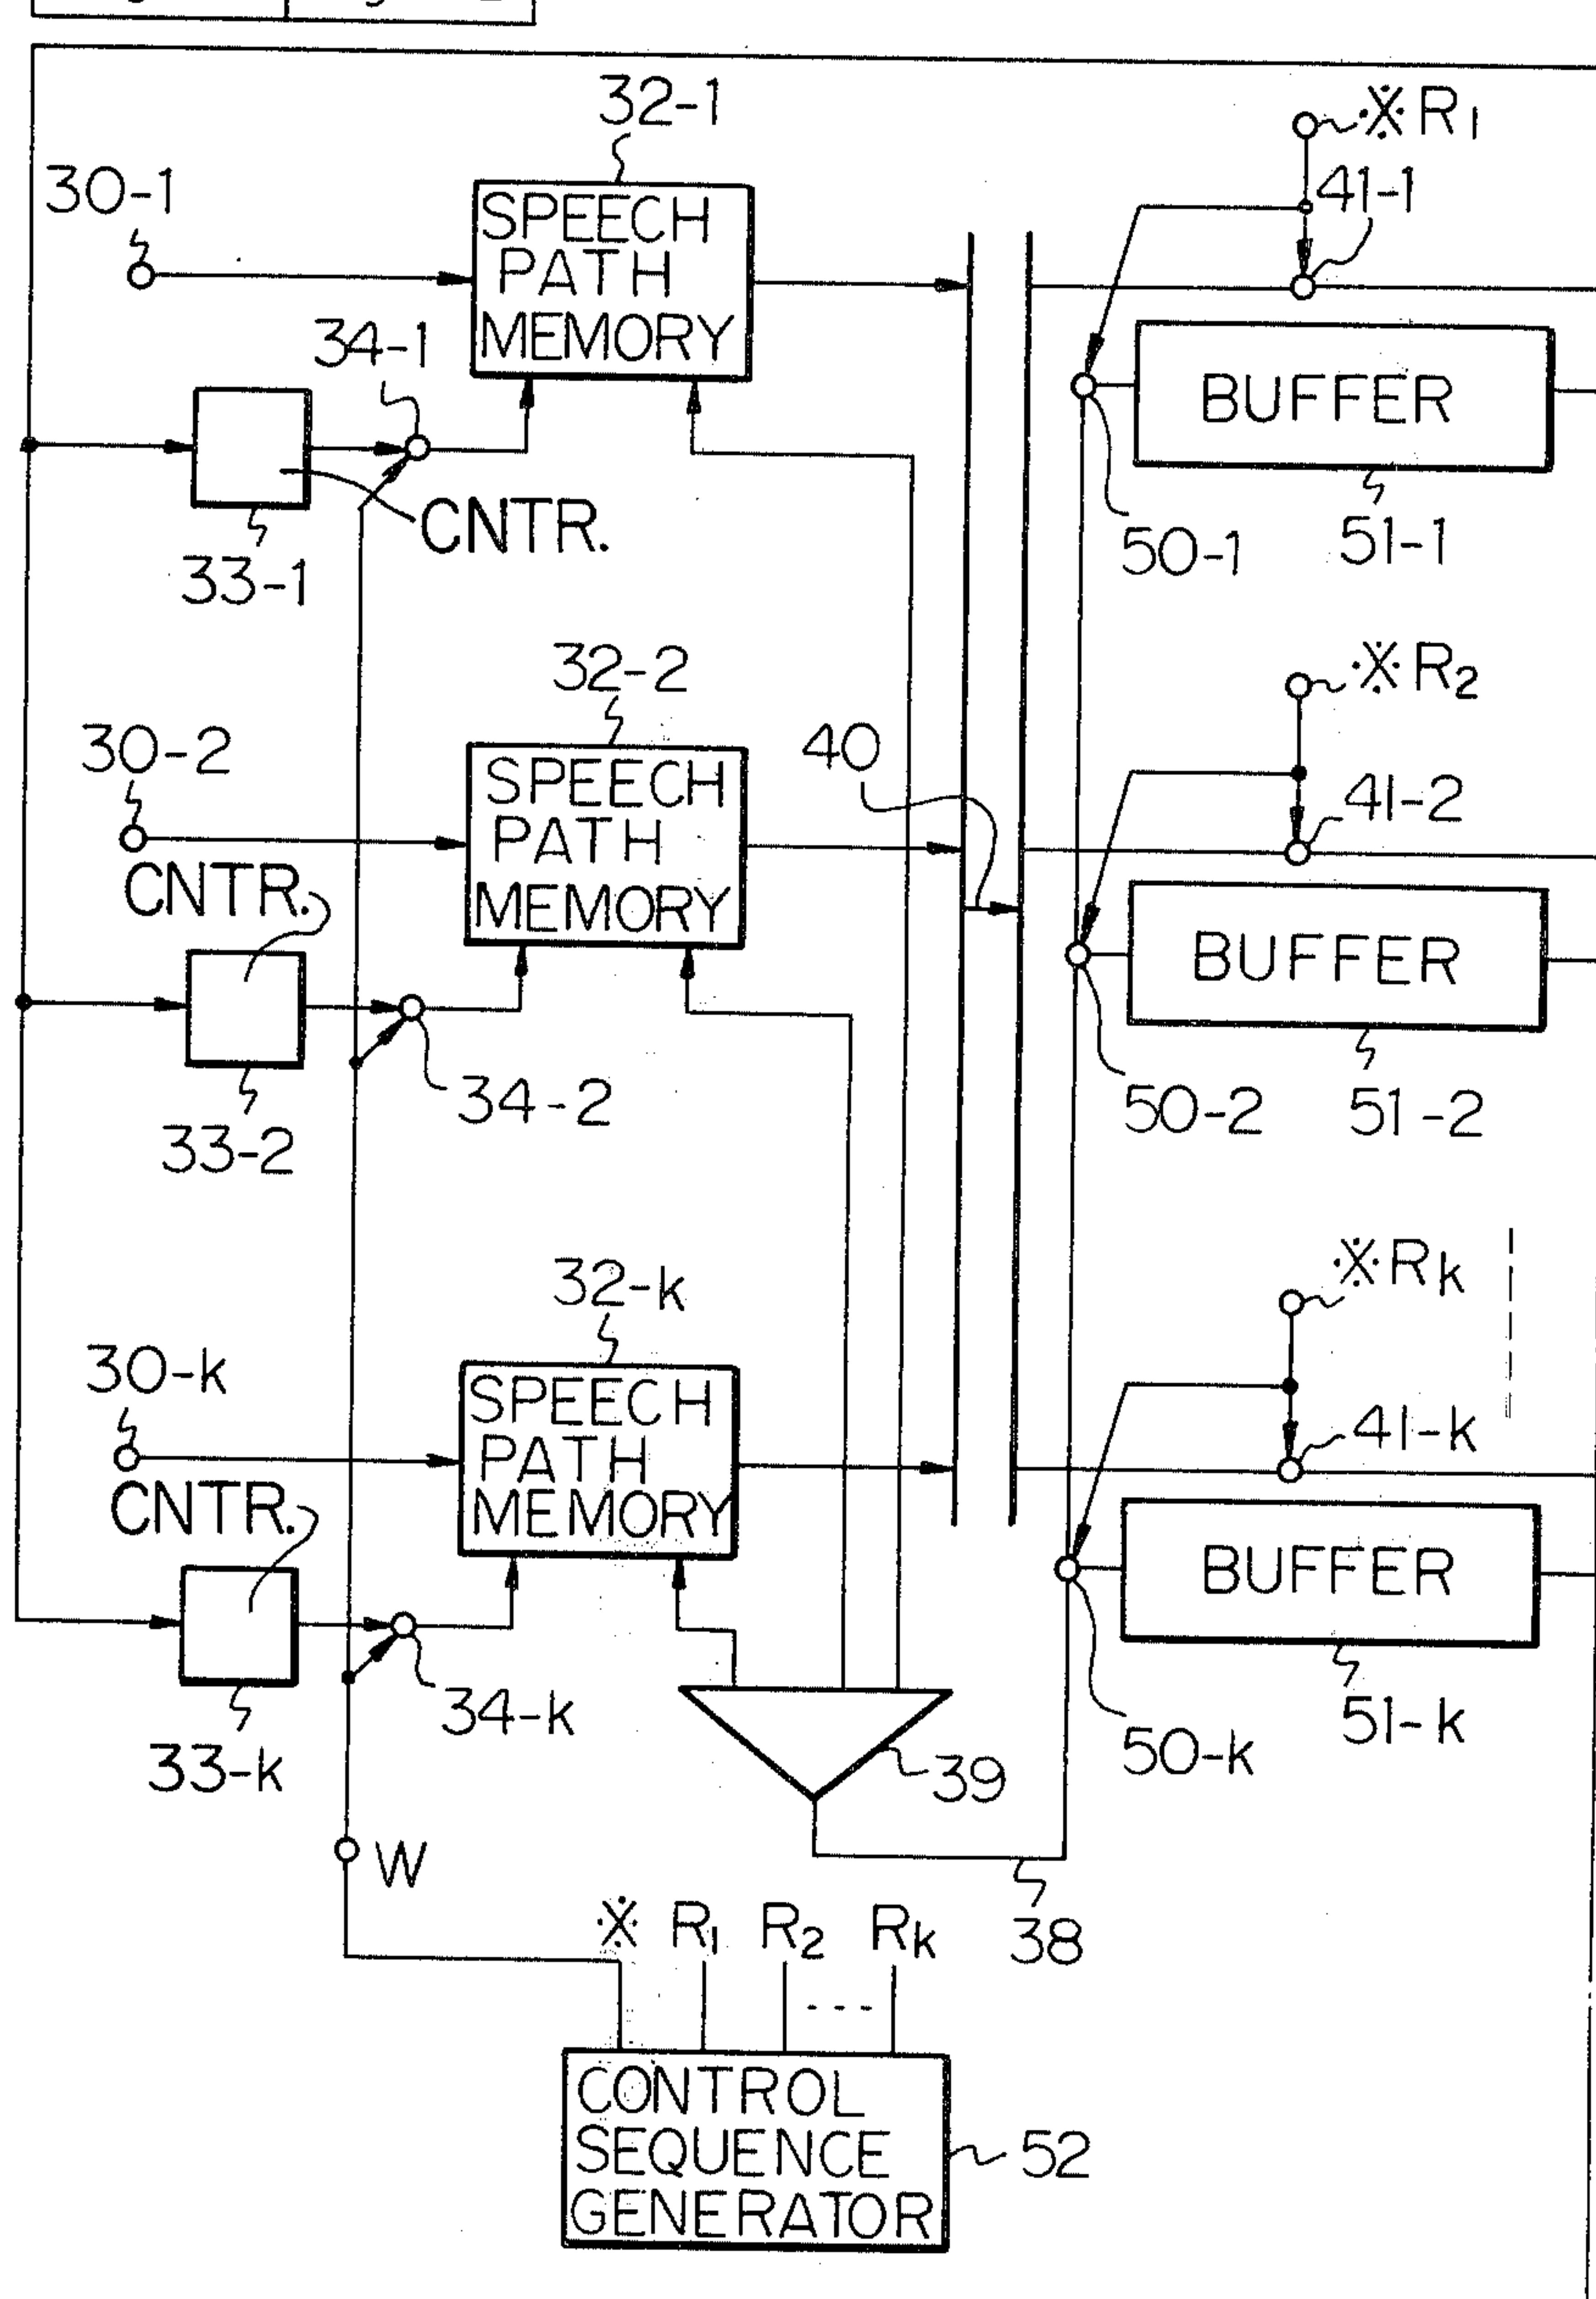 32-1
※R1
30-1
41-1
SPEECH
PATH
MEMORY
34-1
BUFFER
CNTR.
50-1
51-1
33-1
32-2
※R2
30-2
40
41-2
SPEECH
PATH
MEMORY
CNTR.
BUFFER
34-2
50-2
51-2
33-2
32-k
※Rk
30-k
41-k
SPEECH
PATH
MEMORY
CNTR.
BUFFER
34-k
51-k
50-k
33-k
39
W
※ R1 R2 Rk
38
CONTROL
SEQUENCE
GENERATOR
52